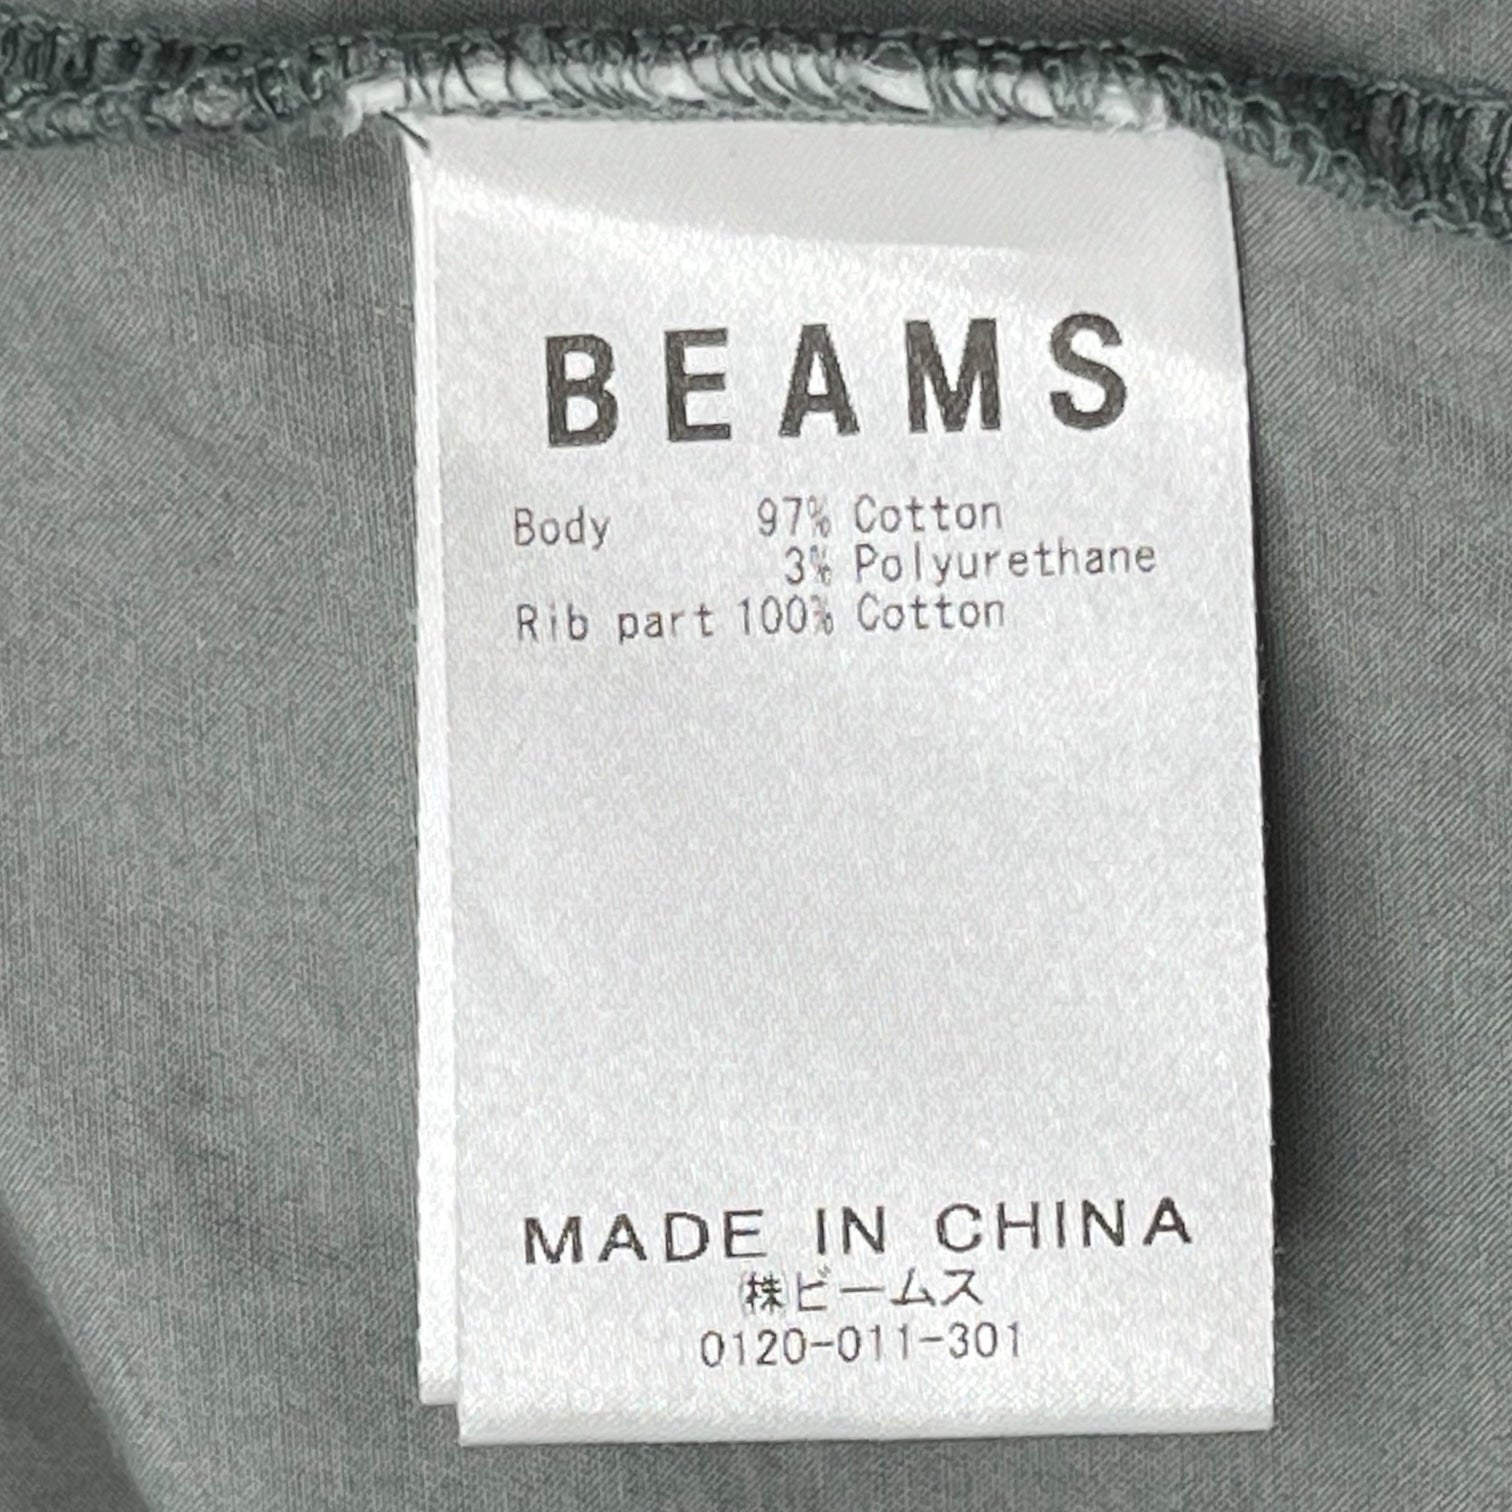 BEAMS
Body 97% Cotton
3% Polyurethane
Rib part 100% Cotton
MADE IN CHINA
㈱ビームス
0120-011-301